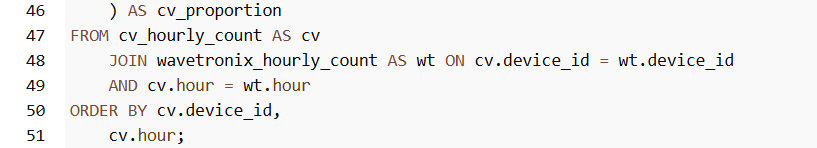 46 ) AS cv_proportion
47 FROM cv_hourly_count AS cv
48 JOIN wavetronix_hourly_count AS wt ON cv.device_id = wt.device_id
49 AND cv.hour = wt.hour
50 ORDER BY cv.device_id,
51 cv.hour;